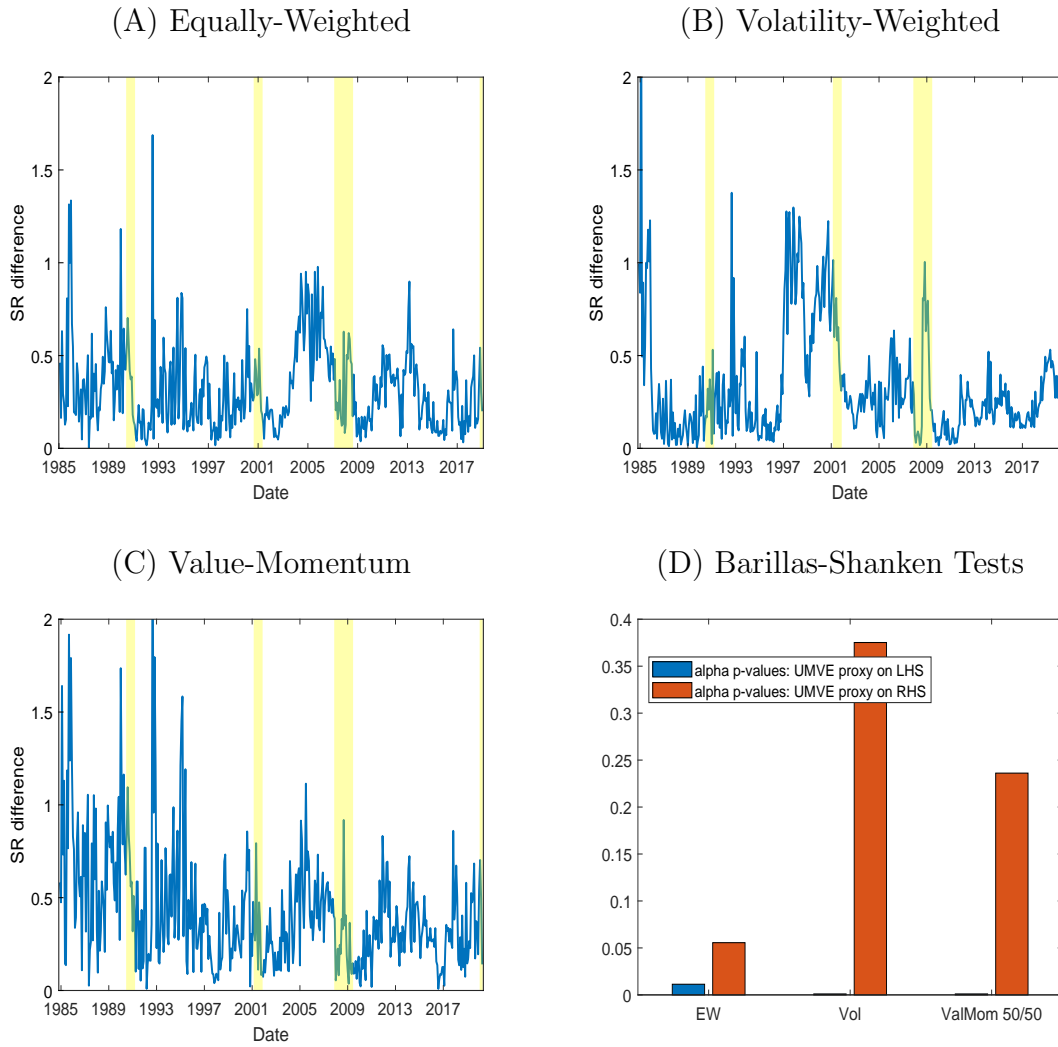 (A) Equally-Weighted
2
1.5
1
0.5
0
SR difference
1985 1989 1993 1997 2001 2005 2009 2013 2017
Date
(B) Volatility-Weighted
2
1.5
1
0.5
0
SR difference
1985 1989 1993 1997 2001 2005 2009 2013 2017
Date
(C) Value-Momentum
2
1.5
1
0.5
0
SR difference
1985 1989 1993 1997 2001 2005 2009 2013 2017
Date
(D) Barillas-Shanken Tests
0.4
0.35
0.3
0.25
0.2
0.15
0.1
0.05
0
alpha p-values: UMVE proxy on LHS
alpha p-values: UMVE proxy on RHS
EW Vol ValMom 50/50